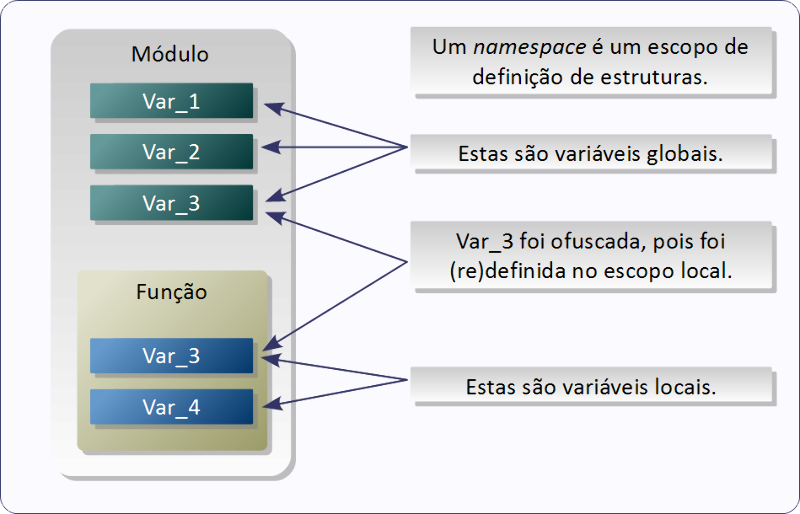 Módulo
Var_1
Var_2
Var_3
Função
Var_3
Var_4
Um namespace é um escopo de
definição de estruturas.
Estas são variáveis globais.
Var_3 foi ofuscada, pois foi
(re)definida no escopo local.
Estas são variáveis locais.